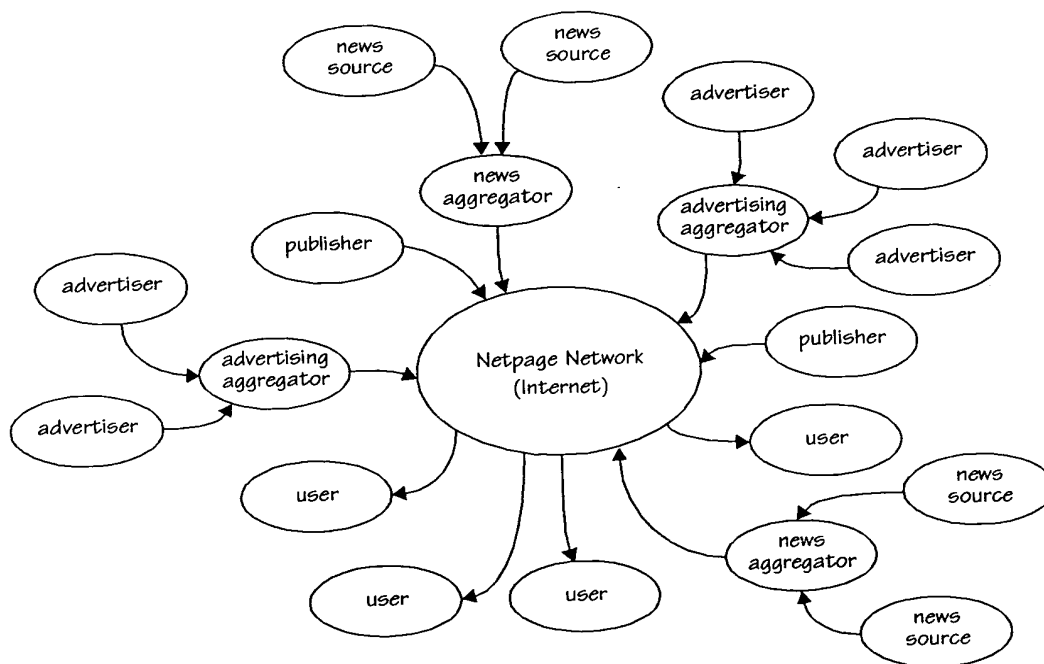 news
source
news
source
advertiser
advertiser
news
aggregator
advertising
aggregator
publisher
advertiser
advertiser
Netpage Network
(Internet)
publisher
advertising
aggregator
advertiser
user
user
news
source
news
aggregator
user
user
news
source